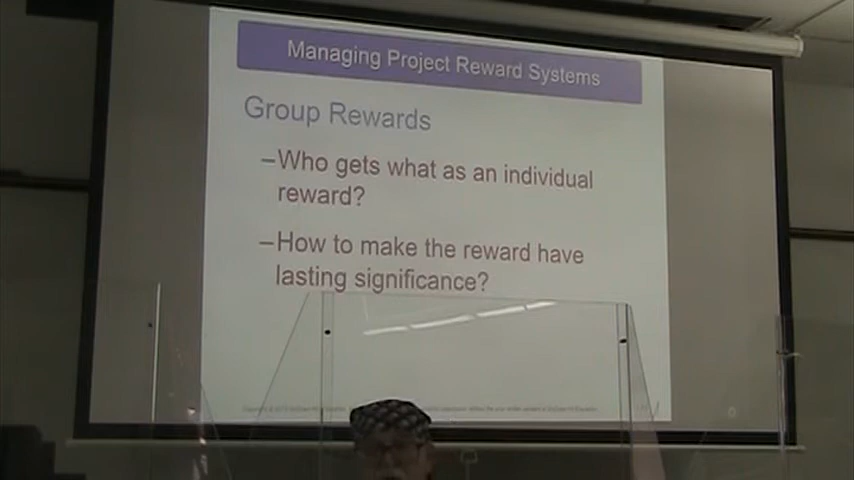 Managing Project Reward Systems
Group Rewards
–Who gets what as an individual
reward?
–How to make the reward have
lasting significance?